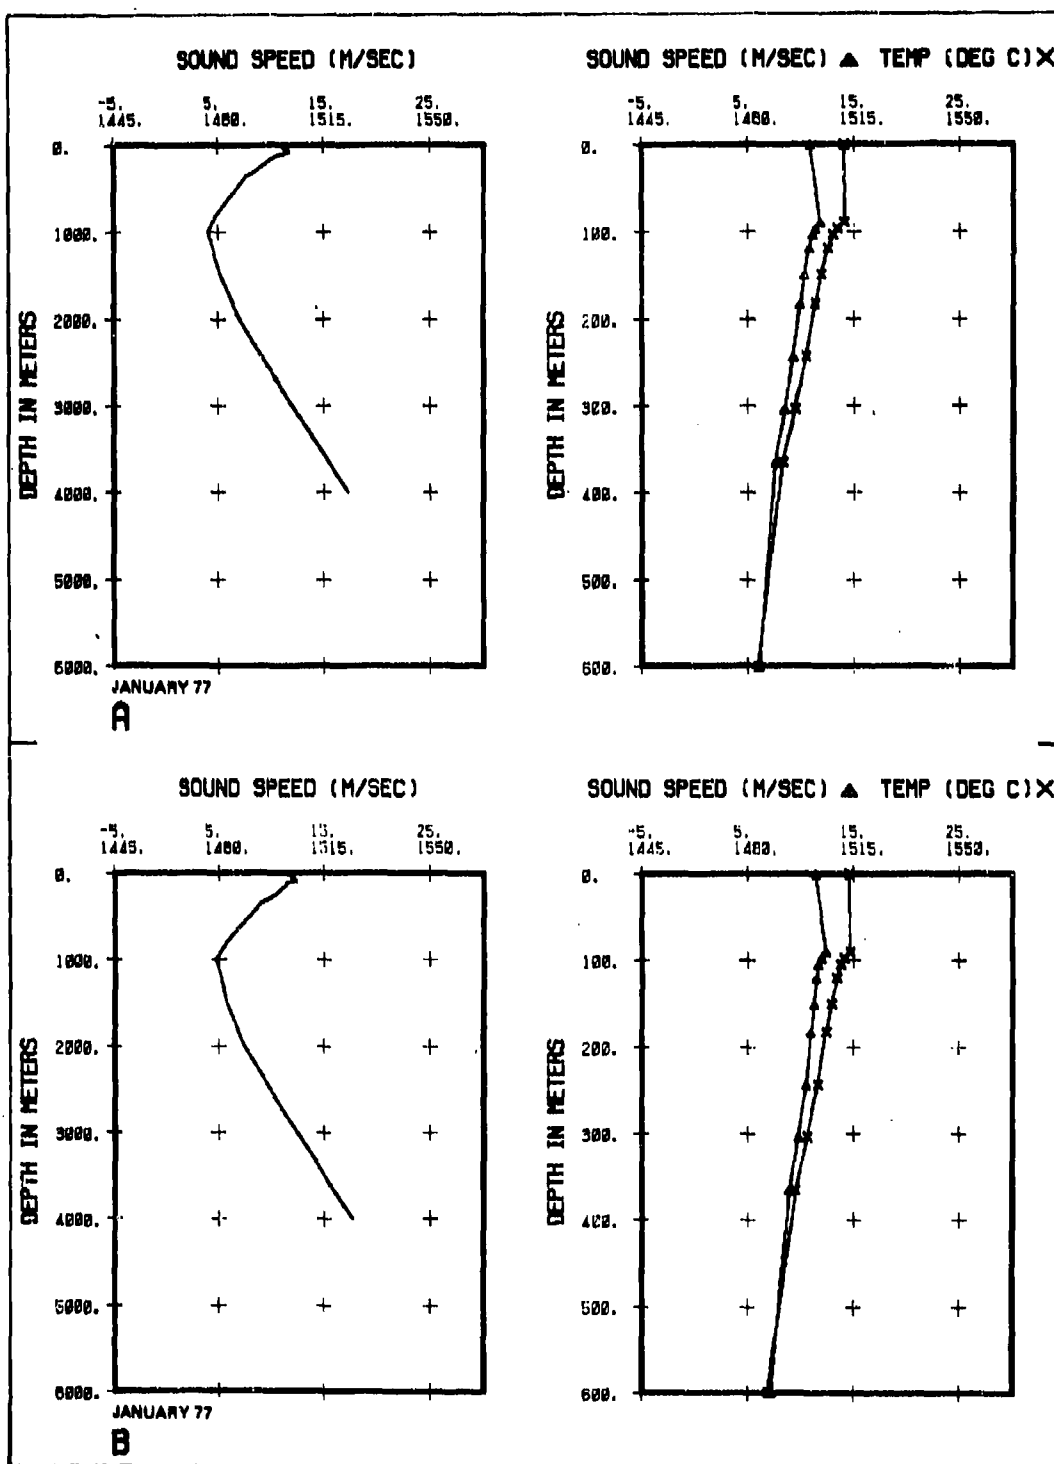 SOUND SPEED (M/SEC)
SOUND SPEED (M/SEC) ▲ TEMP (DEG C) X
-5. 5. 15. 25.
1445. 1480. 1515. 1550.
-5. 5. 15. 25.
1445. 1480. 1515. 1550.
DEPTH IN METERS
0.
1000.
2000.
3000.
4000.
5000.
6000.
DEPTH IN METERS
0.
100.
200.
300.
400.
500.
600.
JANUARY 77
A
SOUND SPEED (M/SEC)
SOUND SPEED (M/SEC) ▲ TEMP (DEG C) X
-5. 5. 15. 25.
1445. 1480. 1515. 1550.
-5. 5. 15. 25.
1445. 1480. 1515. 1550.
DEPTH IN METERS
0.
1000.
2000.
3000.
4000.
5000.
6000.
DEPTH IN METERS
0.
100.
200.
300.
400.
500.
600.
JANUARY 77
B